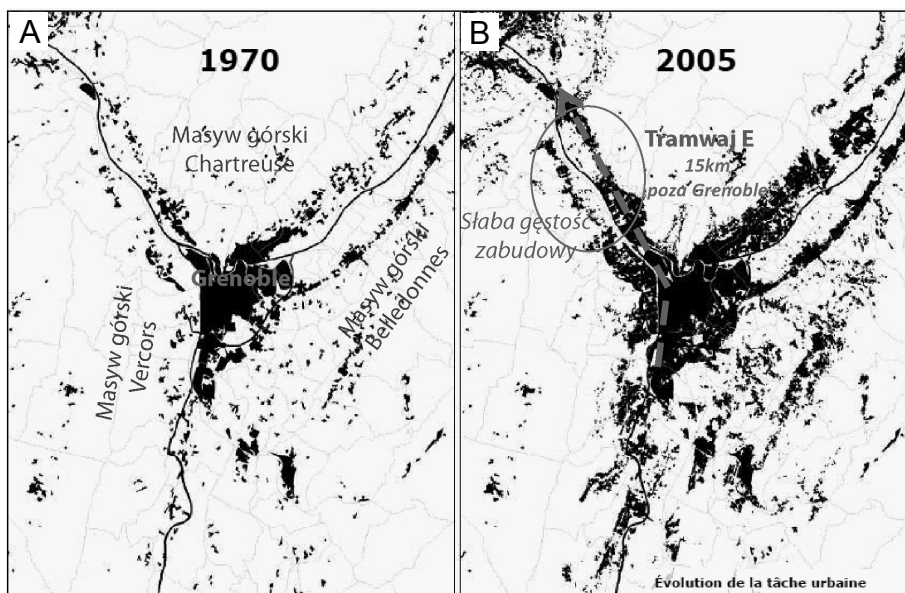 A
1970
Masyw górski
Chartreuse
Grenoble
Masyw górski
Vercors
Masyw górski
Belledonnes
B
2005
Tramwaj E
15km
poza Grenoble
Słaba gęstość
zabudowy
Évolution de la tâche urbaine